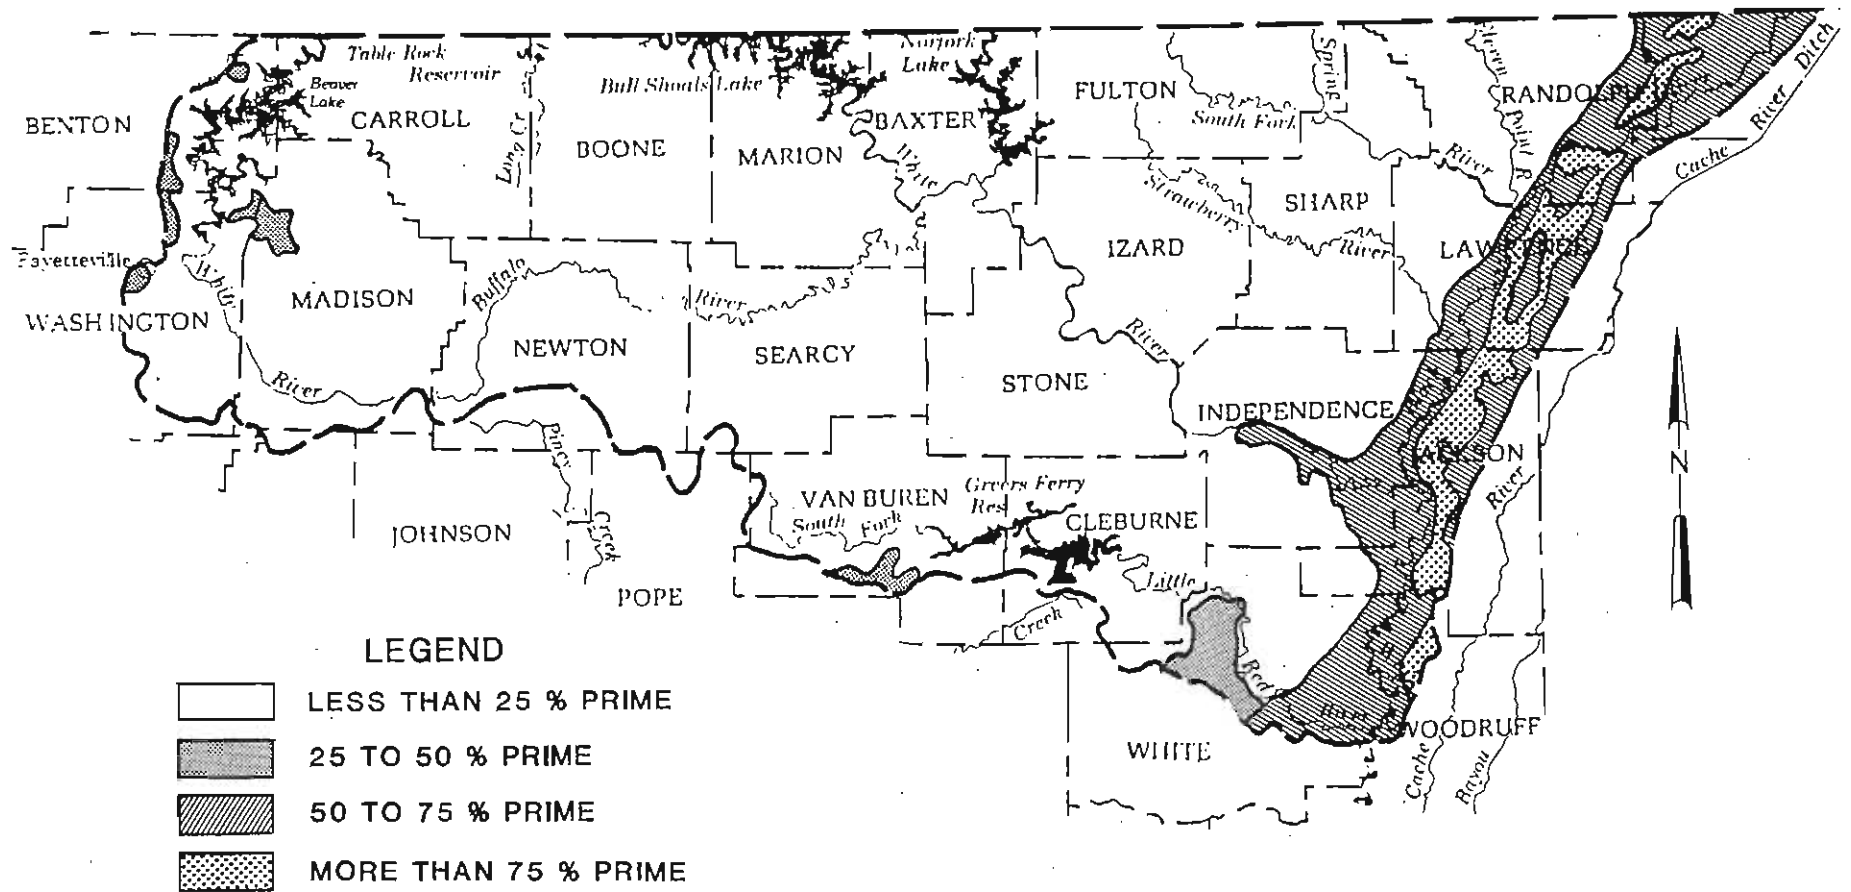 Table Rock
Reservoir
Beaver
Lake
BENTON
CARROLL
Long Cr
BOONE
Bull Shoals Lake
MARION
Norfork
Lake
BAXTER
White
FULTON
South Fork
Spring
River
Eleven Point R.
RANDOLPH
Ditch
River
Cache
Strawberry
River
SHARP
IZARD
Fayetteville
White
WASHINGTON
MADISON
River
Buffalo
River
NEWTON
SEARCY
STONE
River
INDEPENDENCE
JACKSON
River
N
Piney
Creek
JOHNSON
POPE
VAN BUREN
South Fork
Greers Ferry
Res
CLEBURNE
Little
Red
Creek
WHITE
WOODRUFF
Cache
Bayou
LEGEND
LESS THAN 25 % PRIME
25 TO 50 % PRIME
50 TO 75 % PRIME
MORE THAN 75 % PRIME